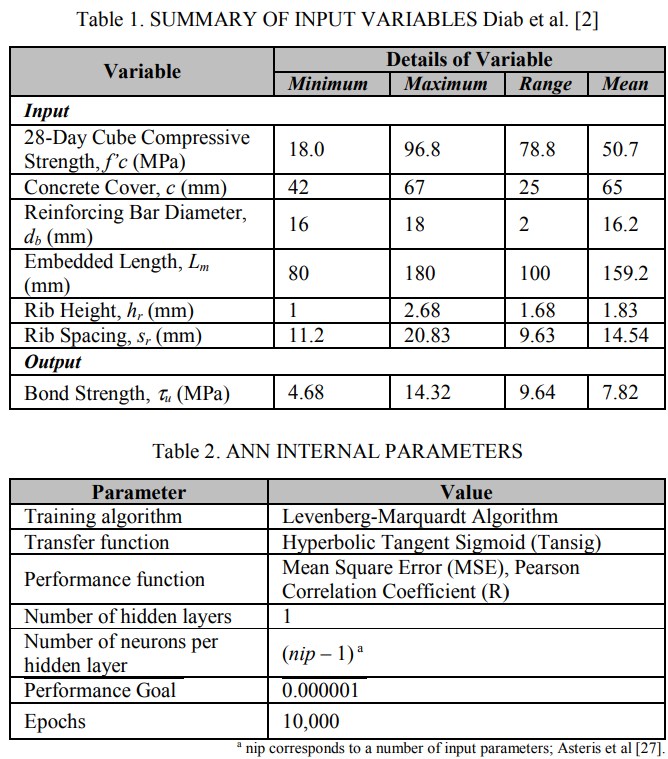 Table 1. SUMMARY OF INPUT VARIABLES Diab et al. [2]
Variable
Details of Variable
Minimum Maximum Range Mean
Input
28-Day Cube Compressive
Strength, f'c (MPa) 18.0 96.8 78.8 50.7
Concrete Cover, c (mm) 42 67 25 65
Reinforcing Bar Diameter,
db (mm) 16 18 2 16.2
Embedded Length, Lm
(mm) 80 180 100 159.2
Rib Height, hr (mm) 1 2.68 1.68 1.83
Rib Spacing, sr (mm) 11.2 20.83 9.63 14.54
Output
Bond Strength, τu (MPa) 4.68 14.32 9.64 7.82
Table 2. ANN INTERNAL PARAMETERS
Parameter Value
Training algorithm Levenberg-Marquardt Algorithm
Transfer function Hyperbolic Tangent Sigmoid (Tansig)
Performance function Mean Square Error (MSE), Pearson
Correlation Coefficient (R)
Number of hidden layers 1
Number of neurons per
hidden layer (nip – 1) a
Performance Goal 0.000001
Epochs 10,000
a nip corresponds to a number of input parameters; Asteris et al [27].